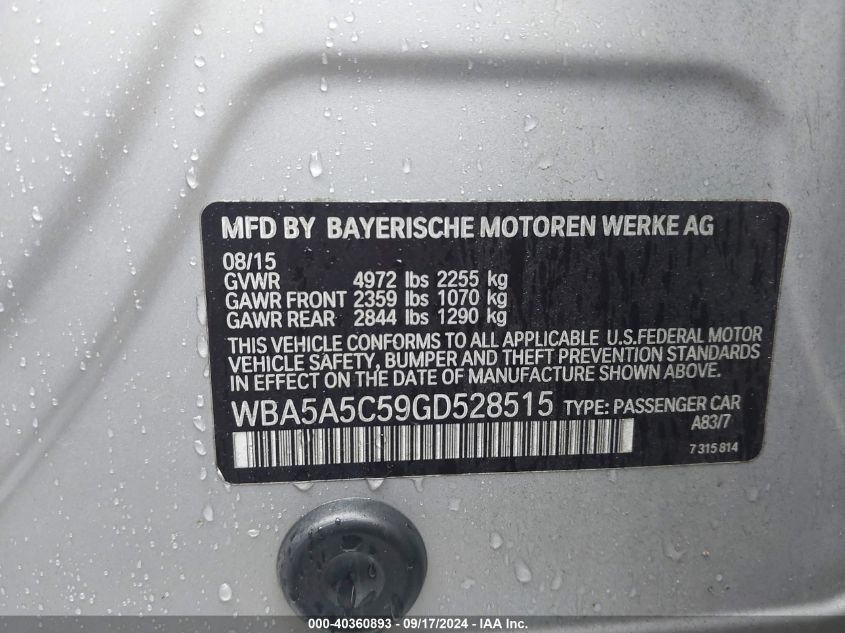 MFD BY BAYERISCHE MOTOREN WERKE AG
08/15
GVWR 4972 lbs 2255 kg
GAWR FRONT 2359 lbs 1070 kg
GAWR REAR 2844 lbs 1290 kg
THIS VEHICLE CONFORMS TO ALL APPLICABLE U.S.FEDERAL MOTOR
VEHICLE SAFETY, BUMPER AND THEFT PREVENTION STANDARDS
IN EFFECT ON THE DATE OF MANUFACTURE SHOWN ABOVE.
WBA5A5C59GD528515 TYPE: PASSENGER CAR
A83/7
7 315 814
000-40360893 - 09/17/2024 - IAA Inc.